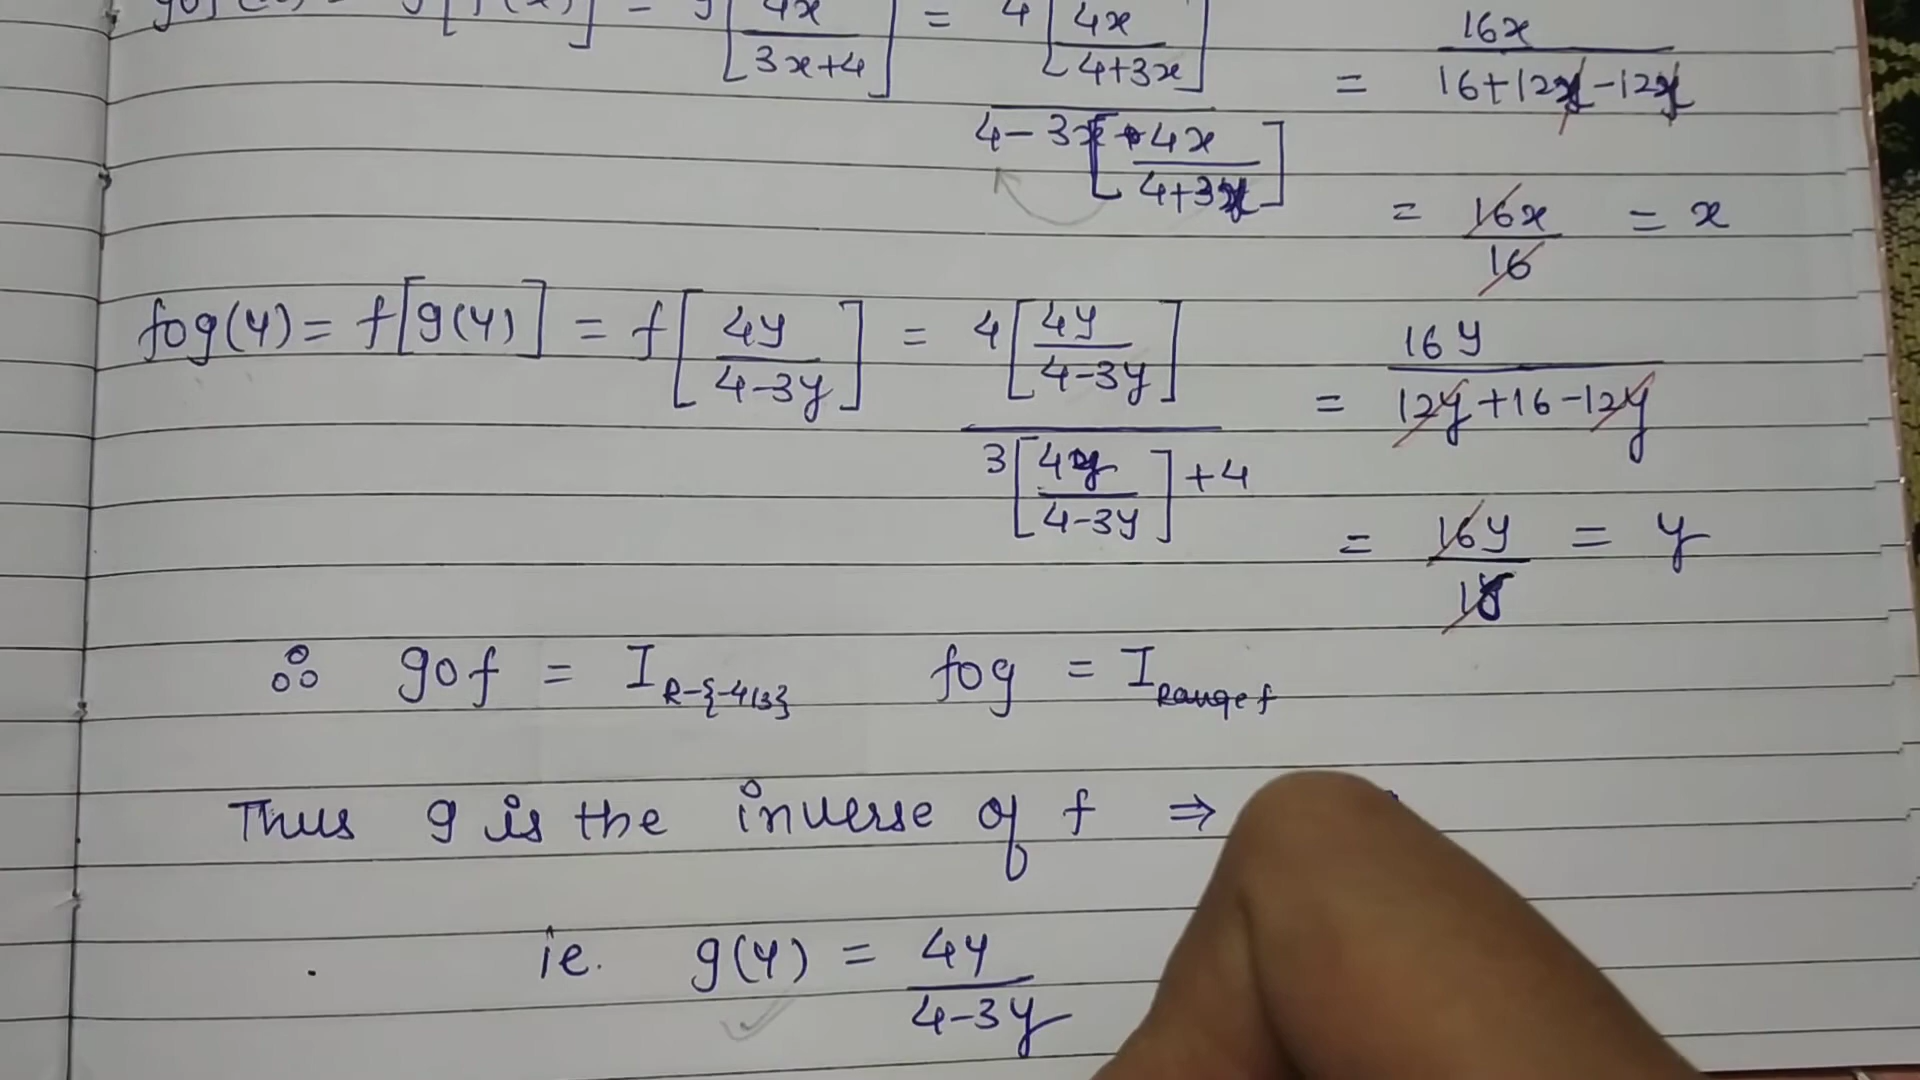 gof(x) = g[f(x)] = g[4x/3x+4] = 4[4x/4+3x] / 4-3[4x/4+3x] = 16x/16+12x-12x
= 16x/16 = x
fog(y) = f[g(y)] = f[4y/4-3y] = 4[4y/4-3y] / 3[4y/4-3y]+4 = 16y/12y+16-12y
= 16y/16 = y
∴ gof = I R-{-4/3} fog = I Range f
Thus g is the inverse of f ⇒
ie. g(y) = 4y/4-3y